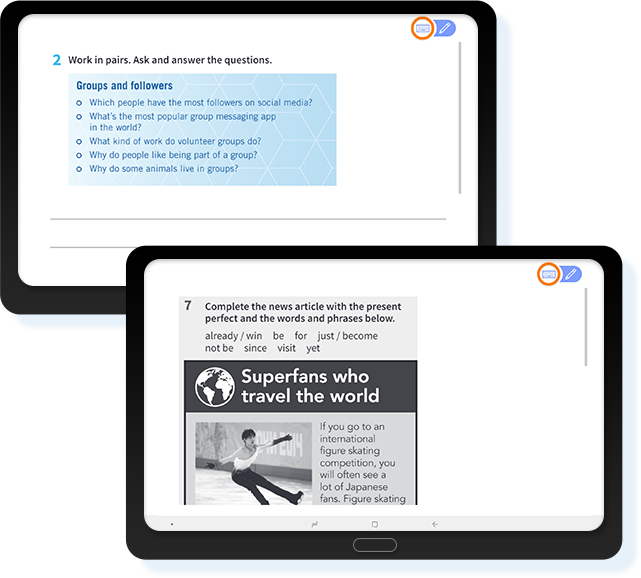 2 Work in pairs. Ask and answer the questions.
Groups and followers
Which people have the most followers on social media?
What's the most popular group messaging app
in the world?
What kind of work do volunteer groups do?
Why do people like being part of a group?
Why do some animals live in groups?
7 Complete the news article with the present
perfect and the words and phrases below.
already / win be for just / become
not be since visit yet
Superfans who
travel the world
If you go to an
international
figure skating
competition, you
will often see a
lot of Japanese
fans. Figure skating